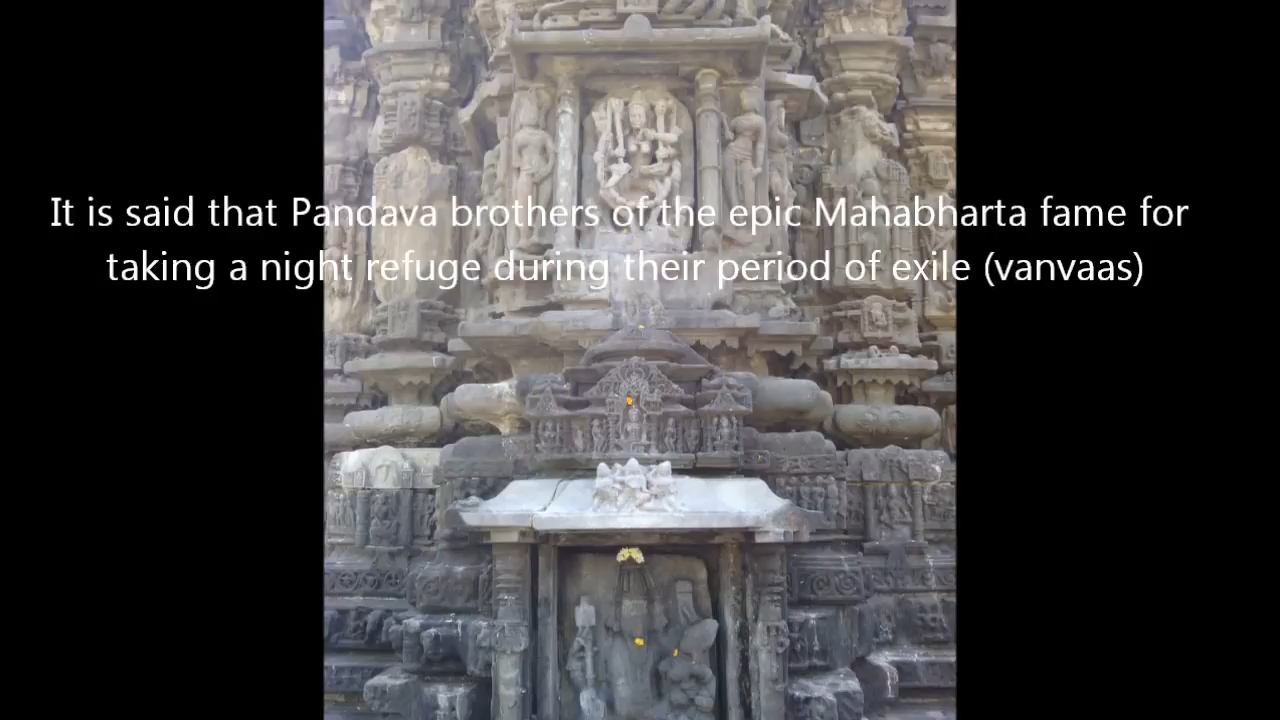 It is said that Pandava brothers of the epic Mahabharta fame for
taking a night refuge during their period of exile (vanvaas)